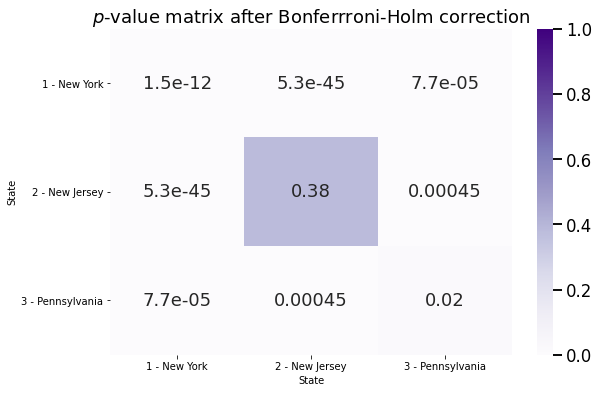 p-value matrix after Bonferrroni-Holm correction
State
1 - New York
1.5e-12 5.3e-45 7.7e-05
2 - New Jersey
5.3e-45 0.38 0.00045
3 - Pennsylvania
7.7e-05 0.00045 0.02
1 - New York 2 - New Jersey 3 - Pennsylvania
State
1.0
0.8
0.6
0.4
0.2
0.0